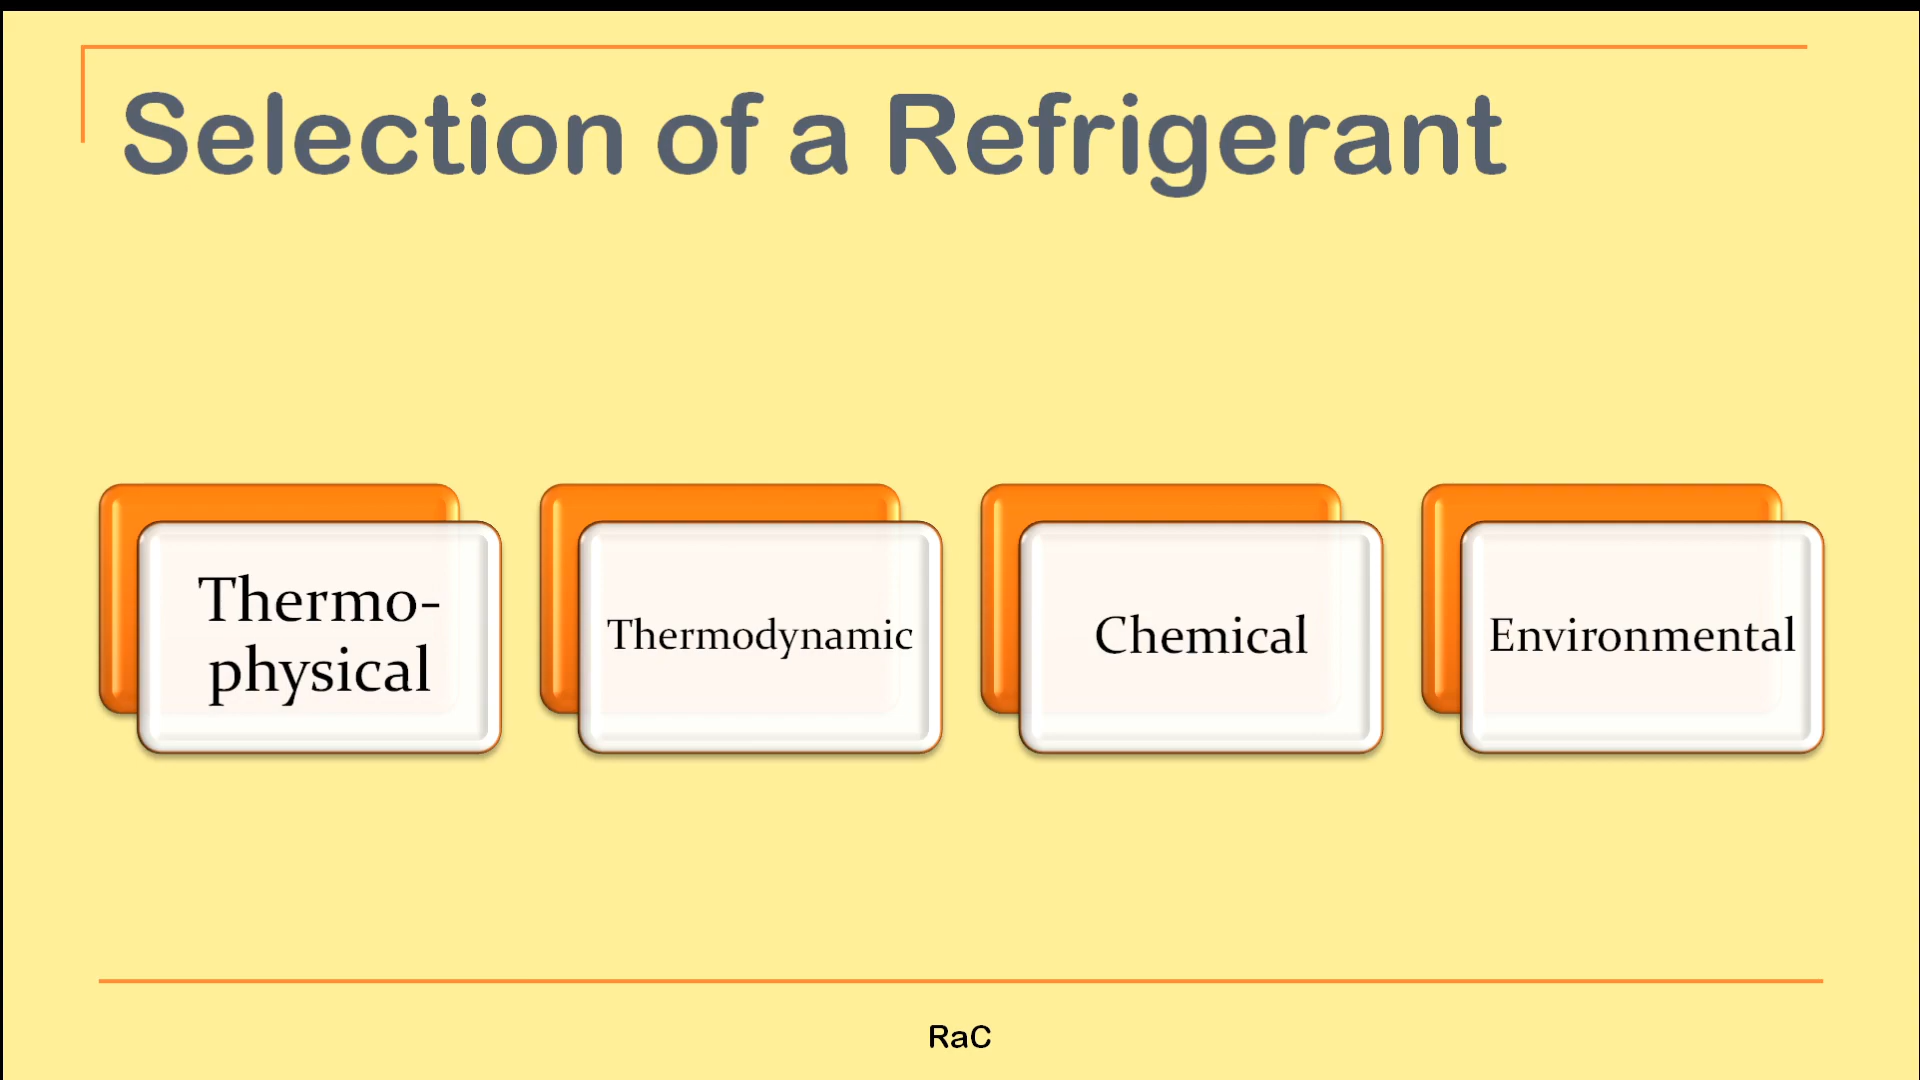 Selection of a Refrigerant
Thermo-
physical
Thermodynamic
Chemical
Environmental
RaC